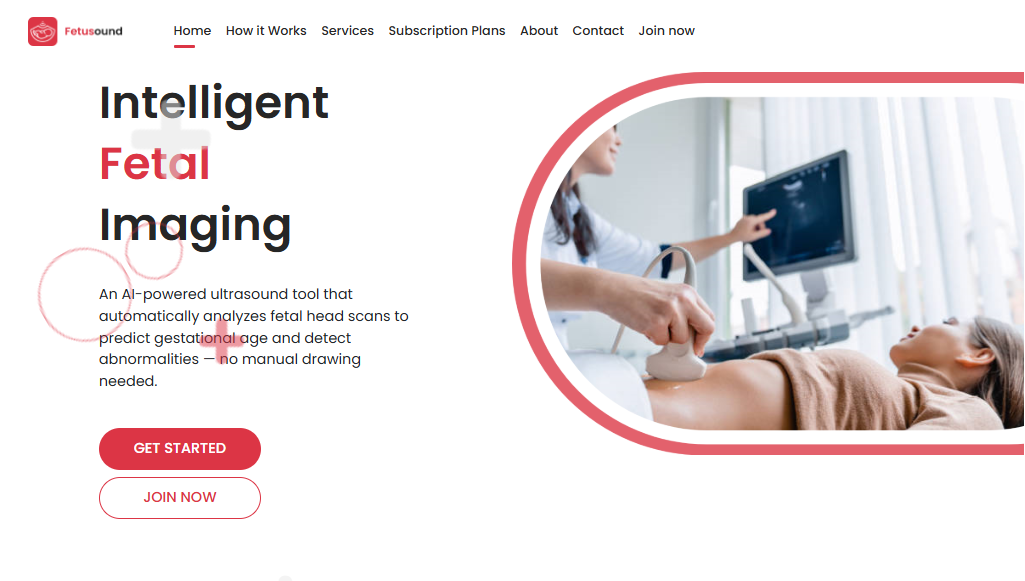 Fetusound
Home How it Works Services Subscription Plans About Contact Join now
Intelligent
Fetal
Imaging
An AI-powered ultrasound tool that
automatically analyzes fetal head scans to
predict gestational age and detect
abnormalities — no manual drawing
needed.
GET STARTED
JOIN NOW